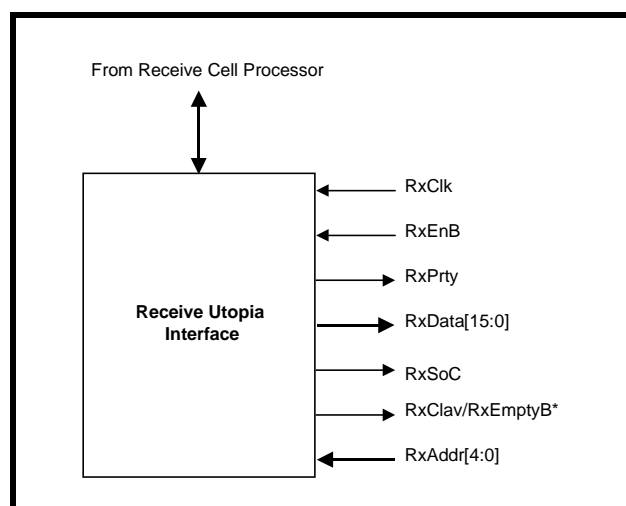 From Receive Cell Processor
RxClk
RxEnB
RxPrty
Receive Utopia
Interface
RxData[15:0]
RxSoC
RxClav/RxEmptyB*
RxAddr[4:0]